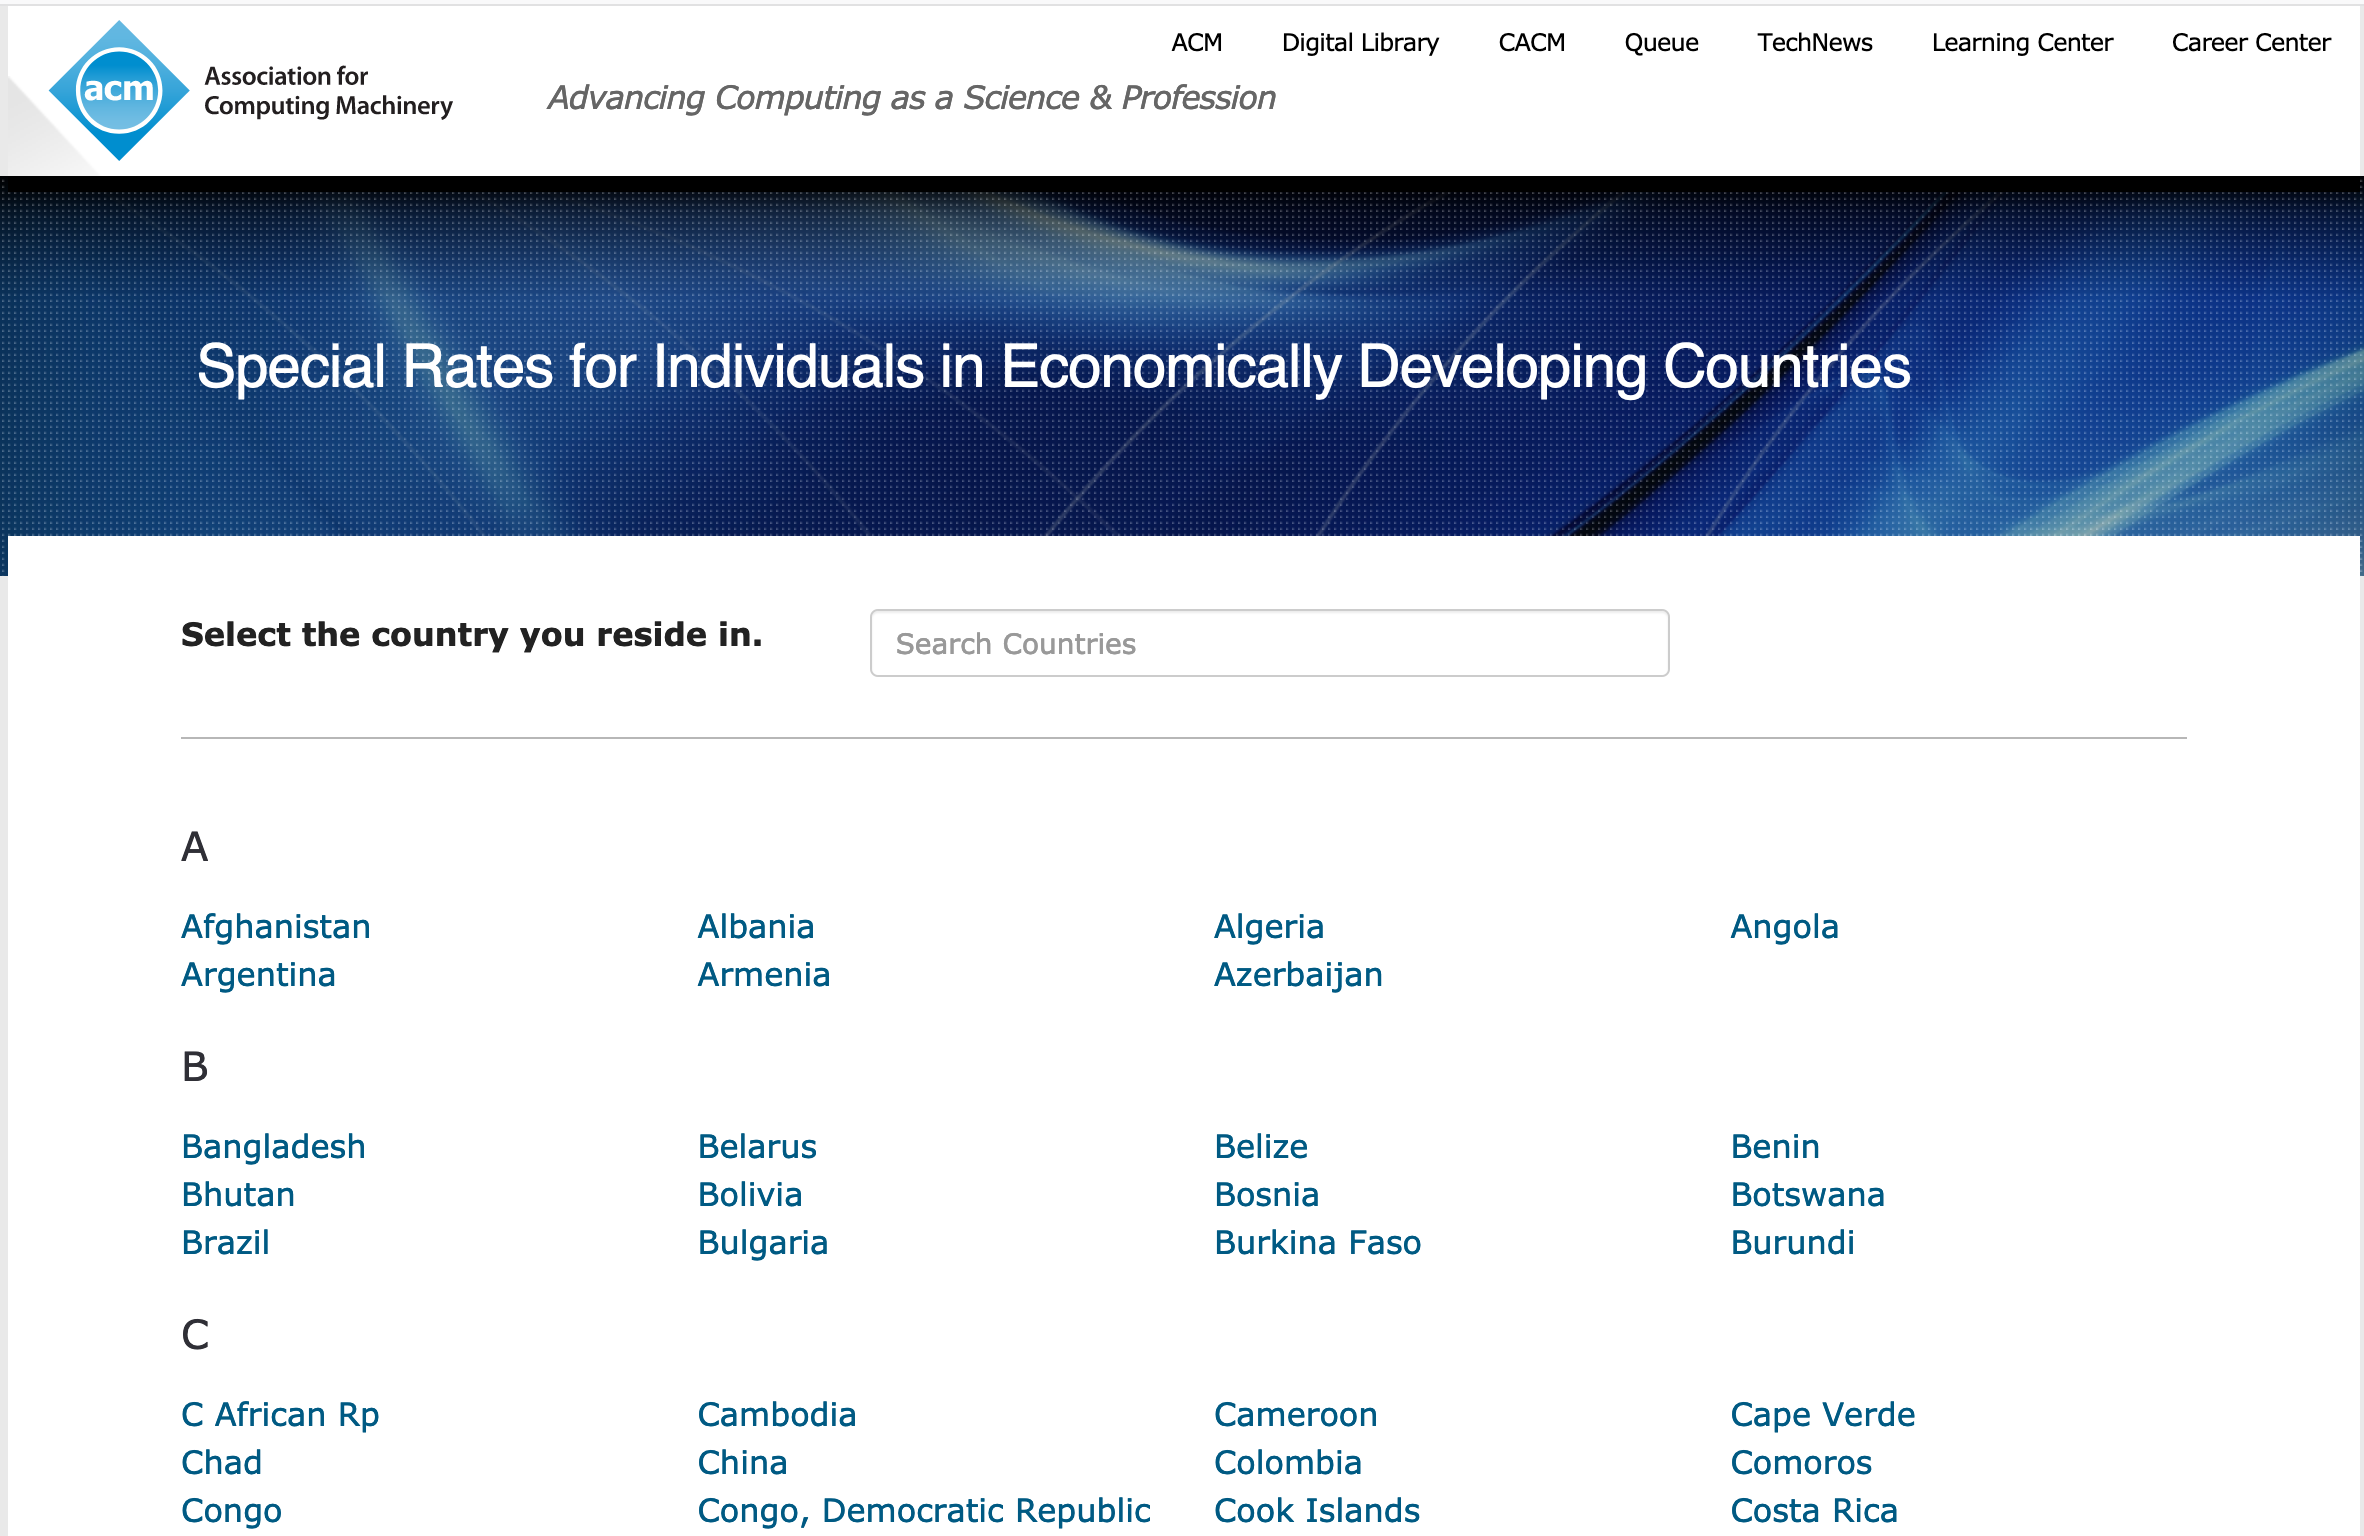 ACM Digital Library CACM Queue TechNews Learning Center Career Center
acm
Association for
Computing Machinery
Advancing Computing as a Science & Profession
Special Rates for Individuals in Economically Developing Countries
Select the country you reside in.
Search Countries
A
Afghanistan Albania Algeria Angola
Argentina Armenia Azerbaijan
B
Bangladesh Belarus Belize Benin
Bhutan Bolivia Bosnia Botswana
Brazil Bulgaria Burkina Faso Burundi
C
C African Rp Cambodia Cameroon Cape Verde
Chad China Colombia Comoros
Congo Congo, Democratic Republic Cook Islands Costa Rica